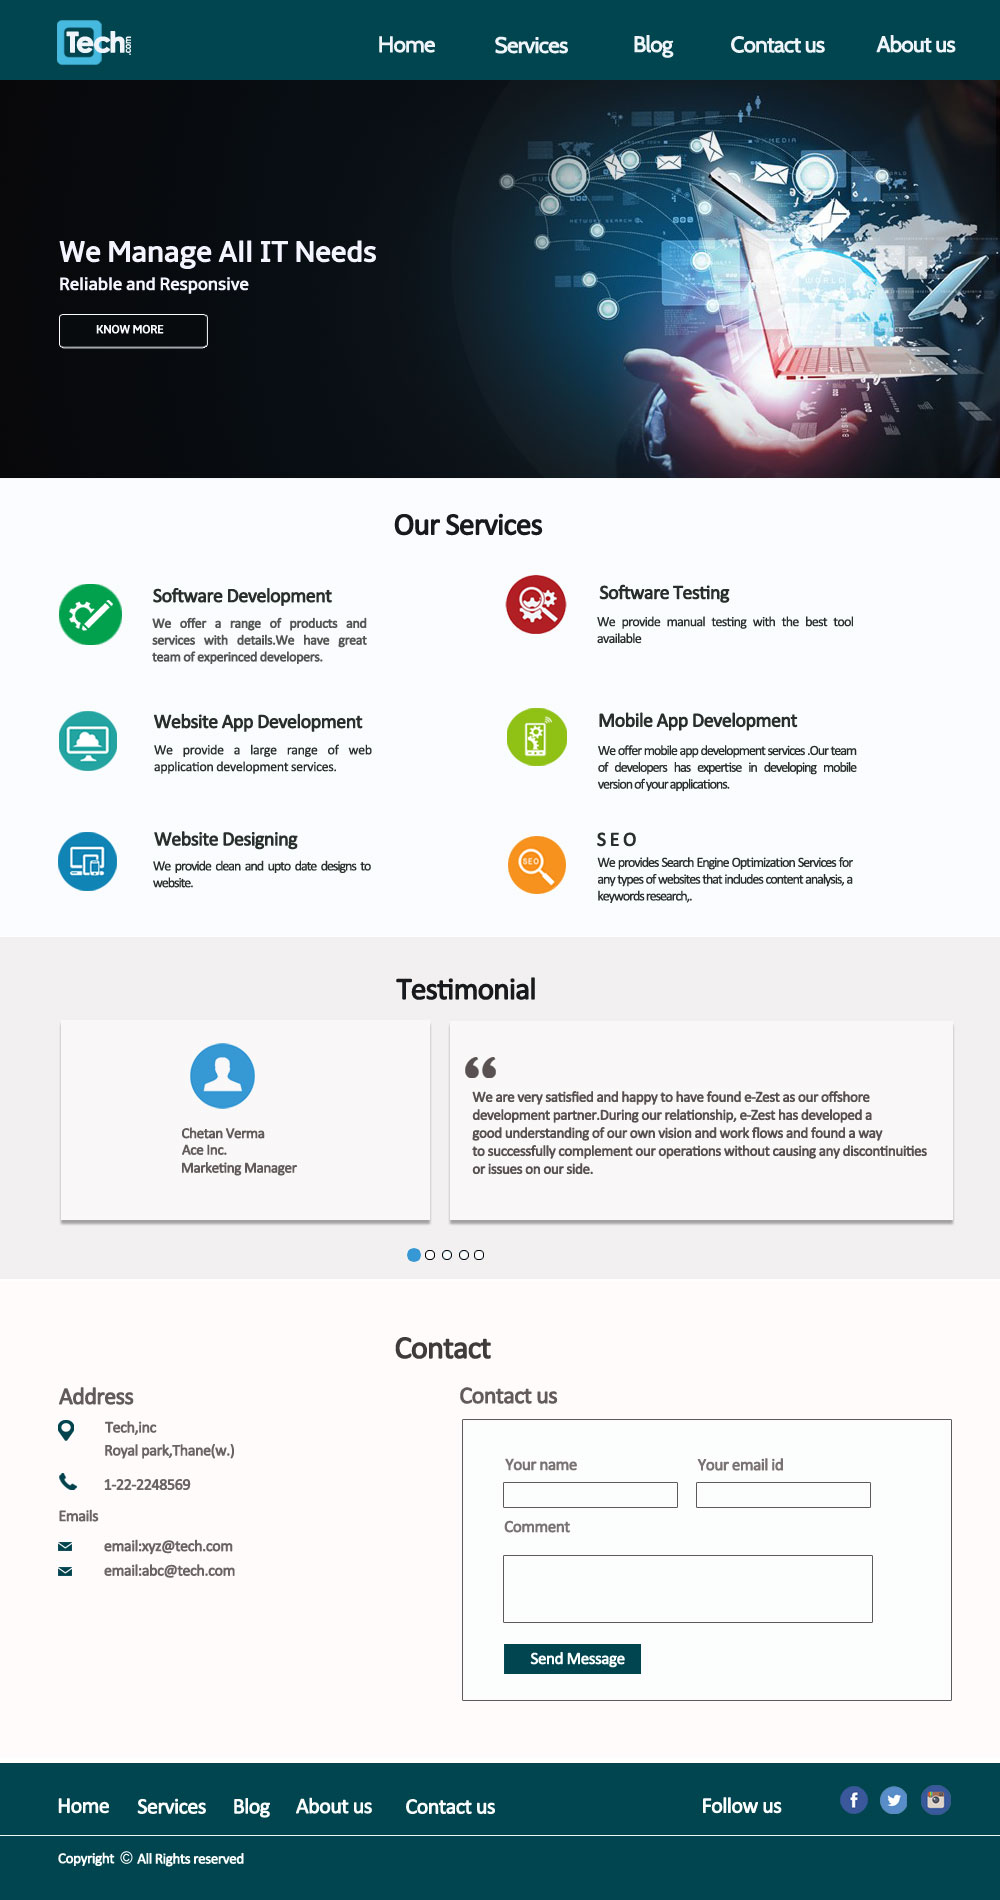 Tech.com
Home Services Blog Contact us About us
MEDIA
WORLD
WORLD
BUSINESS
We Manage All IT Needs
Reliable and Responsive
KNOW MORE
Our Services
Software Development
We offer a range of products and
services with details.We have great
team of experinced developers.
Software Testing
We provide manual testing with the best tool
available
Website App Development
We provide a large range of web
application development services.
Mobile App Development
We offer mobile app development services .Our team
of developers has expertise in developing mobile
version of your applications.
Website Designing
We provide clean and upto date designs to
website.
SEO
S E O
We provides Search Engine Optimization Services for
any types of websites that includes content analysis, a
keywords research,.
Testimonial
Chetan Verma
Ace Inc.
Marketing Manager
“
We are very satisfied and happy to have found e-Zest as our offshore
development partner.During our relationship, e-Zest has developed a
good understanding of our own vision and work flows and found a way
to successfully complement our operations without causing any discontinuities
or issues on our side.
Contact
Address
Tech,inc
Royal park,Thane(w.)
1-22-2248569
Emails
email:xyz@tech.com
email:abc@tech.com
Contact us
Your name Your email id
Comment
Send Message
Home Services Blog About us Contact us Follow us
Copyright © All Rights reserved